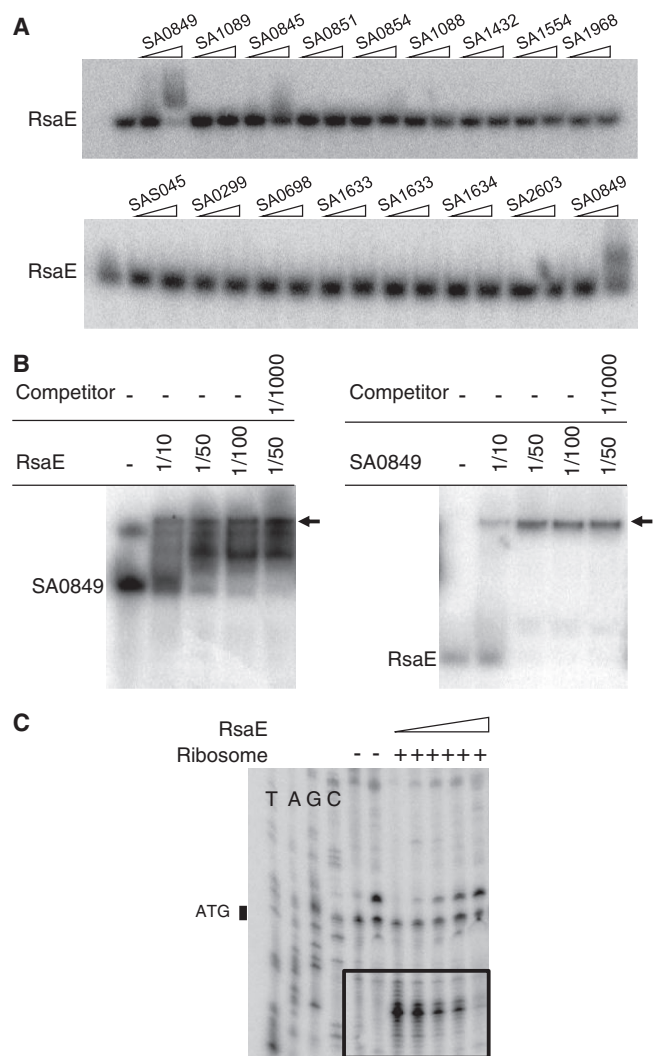 A
SA0849 SA1089 SA0845 SA0851 SA0854 SA1088 SA1432 SA1554 SA1968
RsaE
SAS045 SA0299 SA0698 SA1633 SA1633 SA1634 SA2603 SA0849
RsaE
B
Competitor - - - - 1/1000
RsaE - 1/10 1/50 1/100 1/50
SA0849
Competitor - - - - 1/1000
SA0849 - 1/10 1/50 1/100 1/50
RsaE
C
RsaE
Ribosome - - + + + + + +
T A G C
ATG